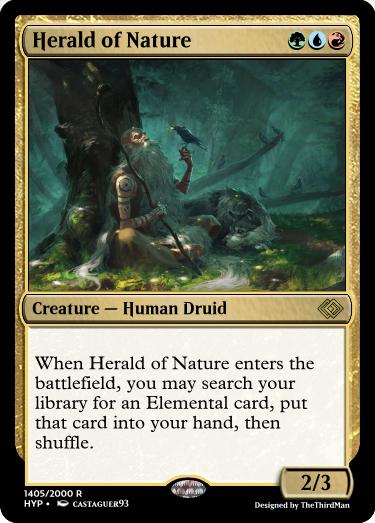 Herald of Nature
Creature — Human Druid
When Herald of Nature enters the
battlefield, you may search your
library for an Elemental card, put
that card into your hand, then
shuffle.
2/3
1405/2000 R
HYP • CASTAGUER93
Designed by TheThirdMan